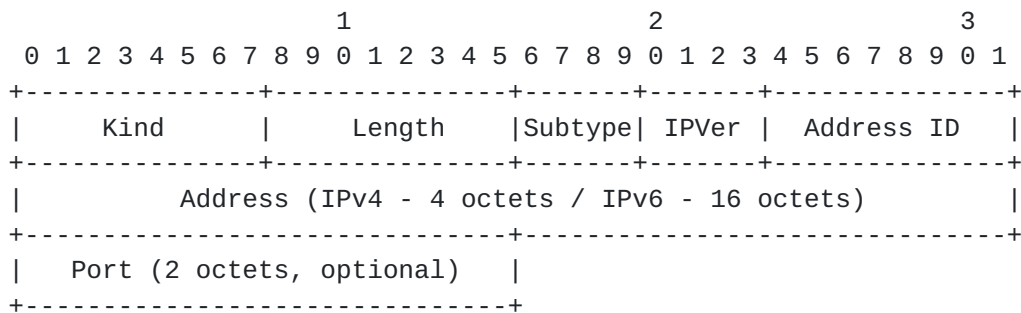 1 2 3
0 1 2 3 4 5 6 7 8 9 0 1 2 3 4 5 6 7 8 9 0 1 2 3 4 5 6 7 8 9 0 1
+---------------+---------------+-------+-------+---------------+
| Kind | Length |Subtype| IPVer | Address ID |
+---------------+---------------+-------+-------+---------------+
| Address (IPv4 - 4 octets / IPv6 - 16 octets) |
+-------------------------------+-------------------------------+
| Port (2 octets, optional) |
+-------------------------------+